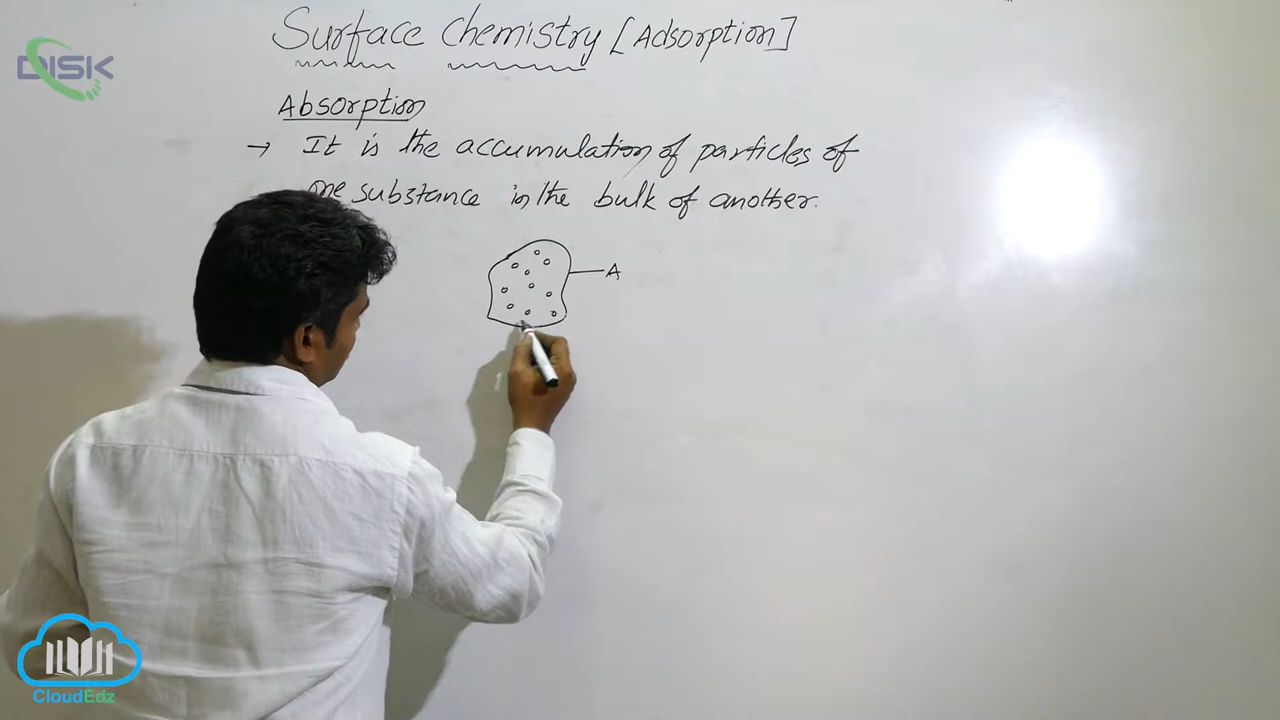 Surface Chemistry [Adsorption]
DISK
Absorption
→ It is the accumulation of particles of
one substance in the bulk of another.
A
CloudEdz